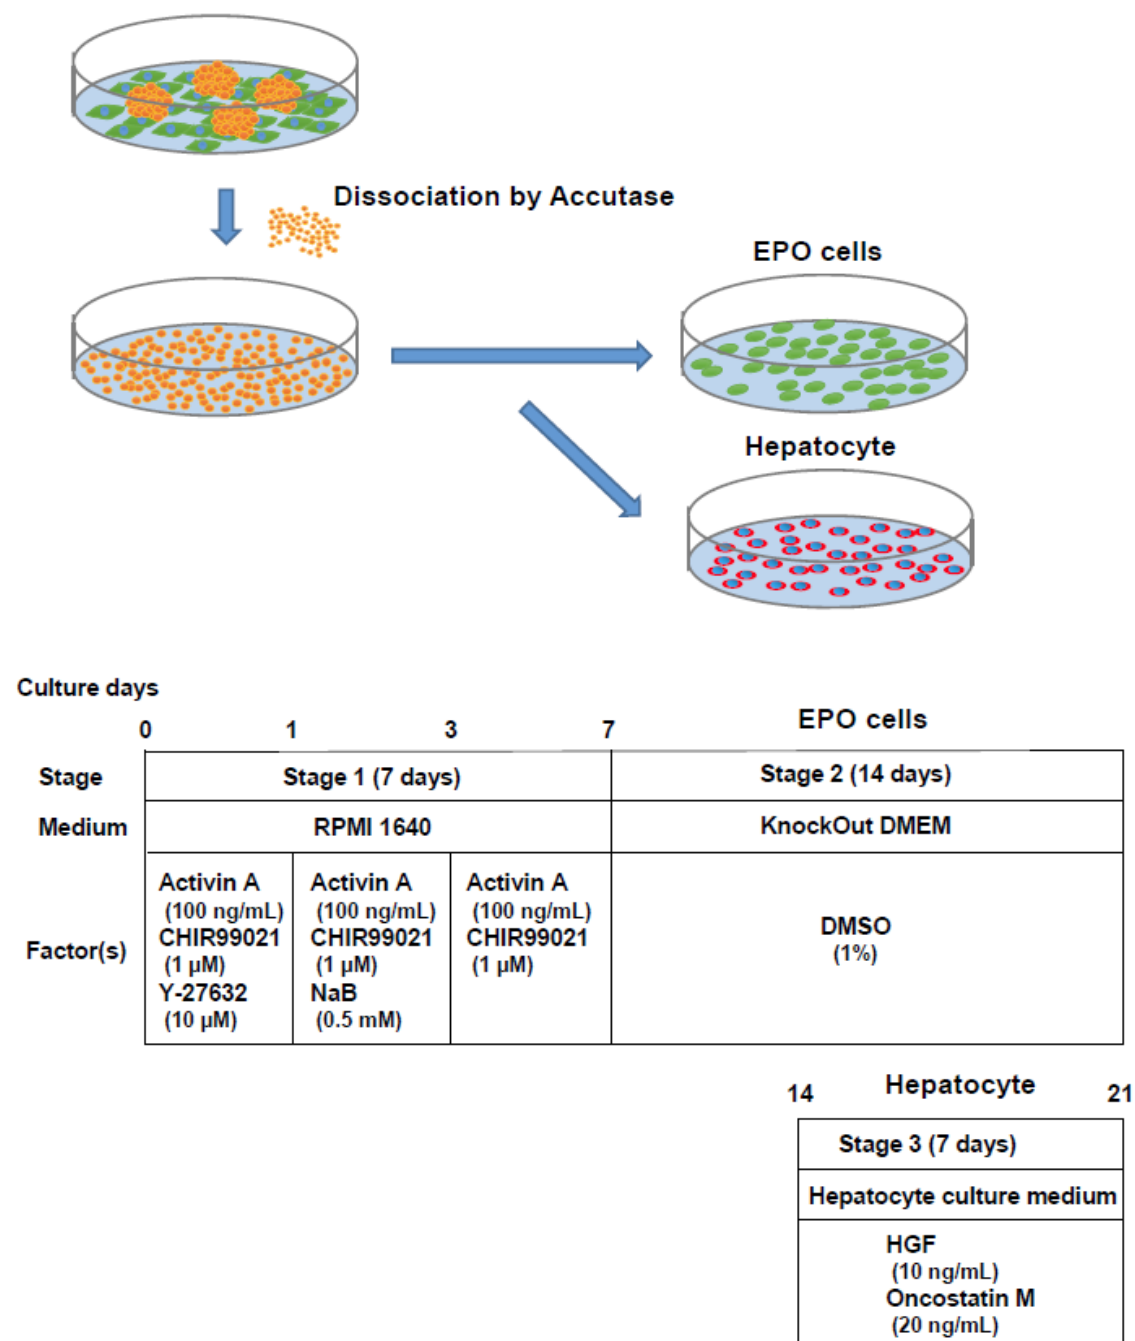 Dissociation by Accutase
EPO cells
Hepatocyte
Culture days
0 1 3 7 EPO cells
Stage Stage 1 (7 days) Stage 2 (14 days)
Medium RPMI 1640 KnockOut DMEM
Factor(s)
Activin A
(100 ng/mL)
CHIR99021
(1 µM)
Y-27632
(10 µM)
Activin A
(100 ng/mL)
CHIR99021
(1 µM)
NaB
(0.5 mM)
Activin A
(100 ng/mL)
CHIR99021
(1 µM)
DMSO
(1%)
14 Hepatocyte 21
Stage 3 (7 days)
Hepatocyte culture medium
HGF
(10 ng/mL)
Oncostatin M
(20 ng/mL)